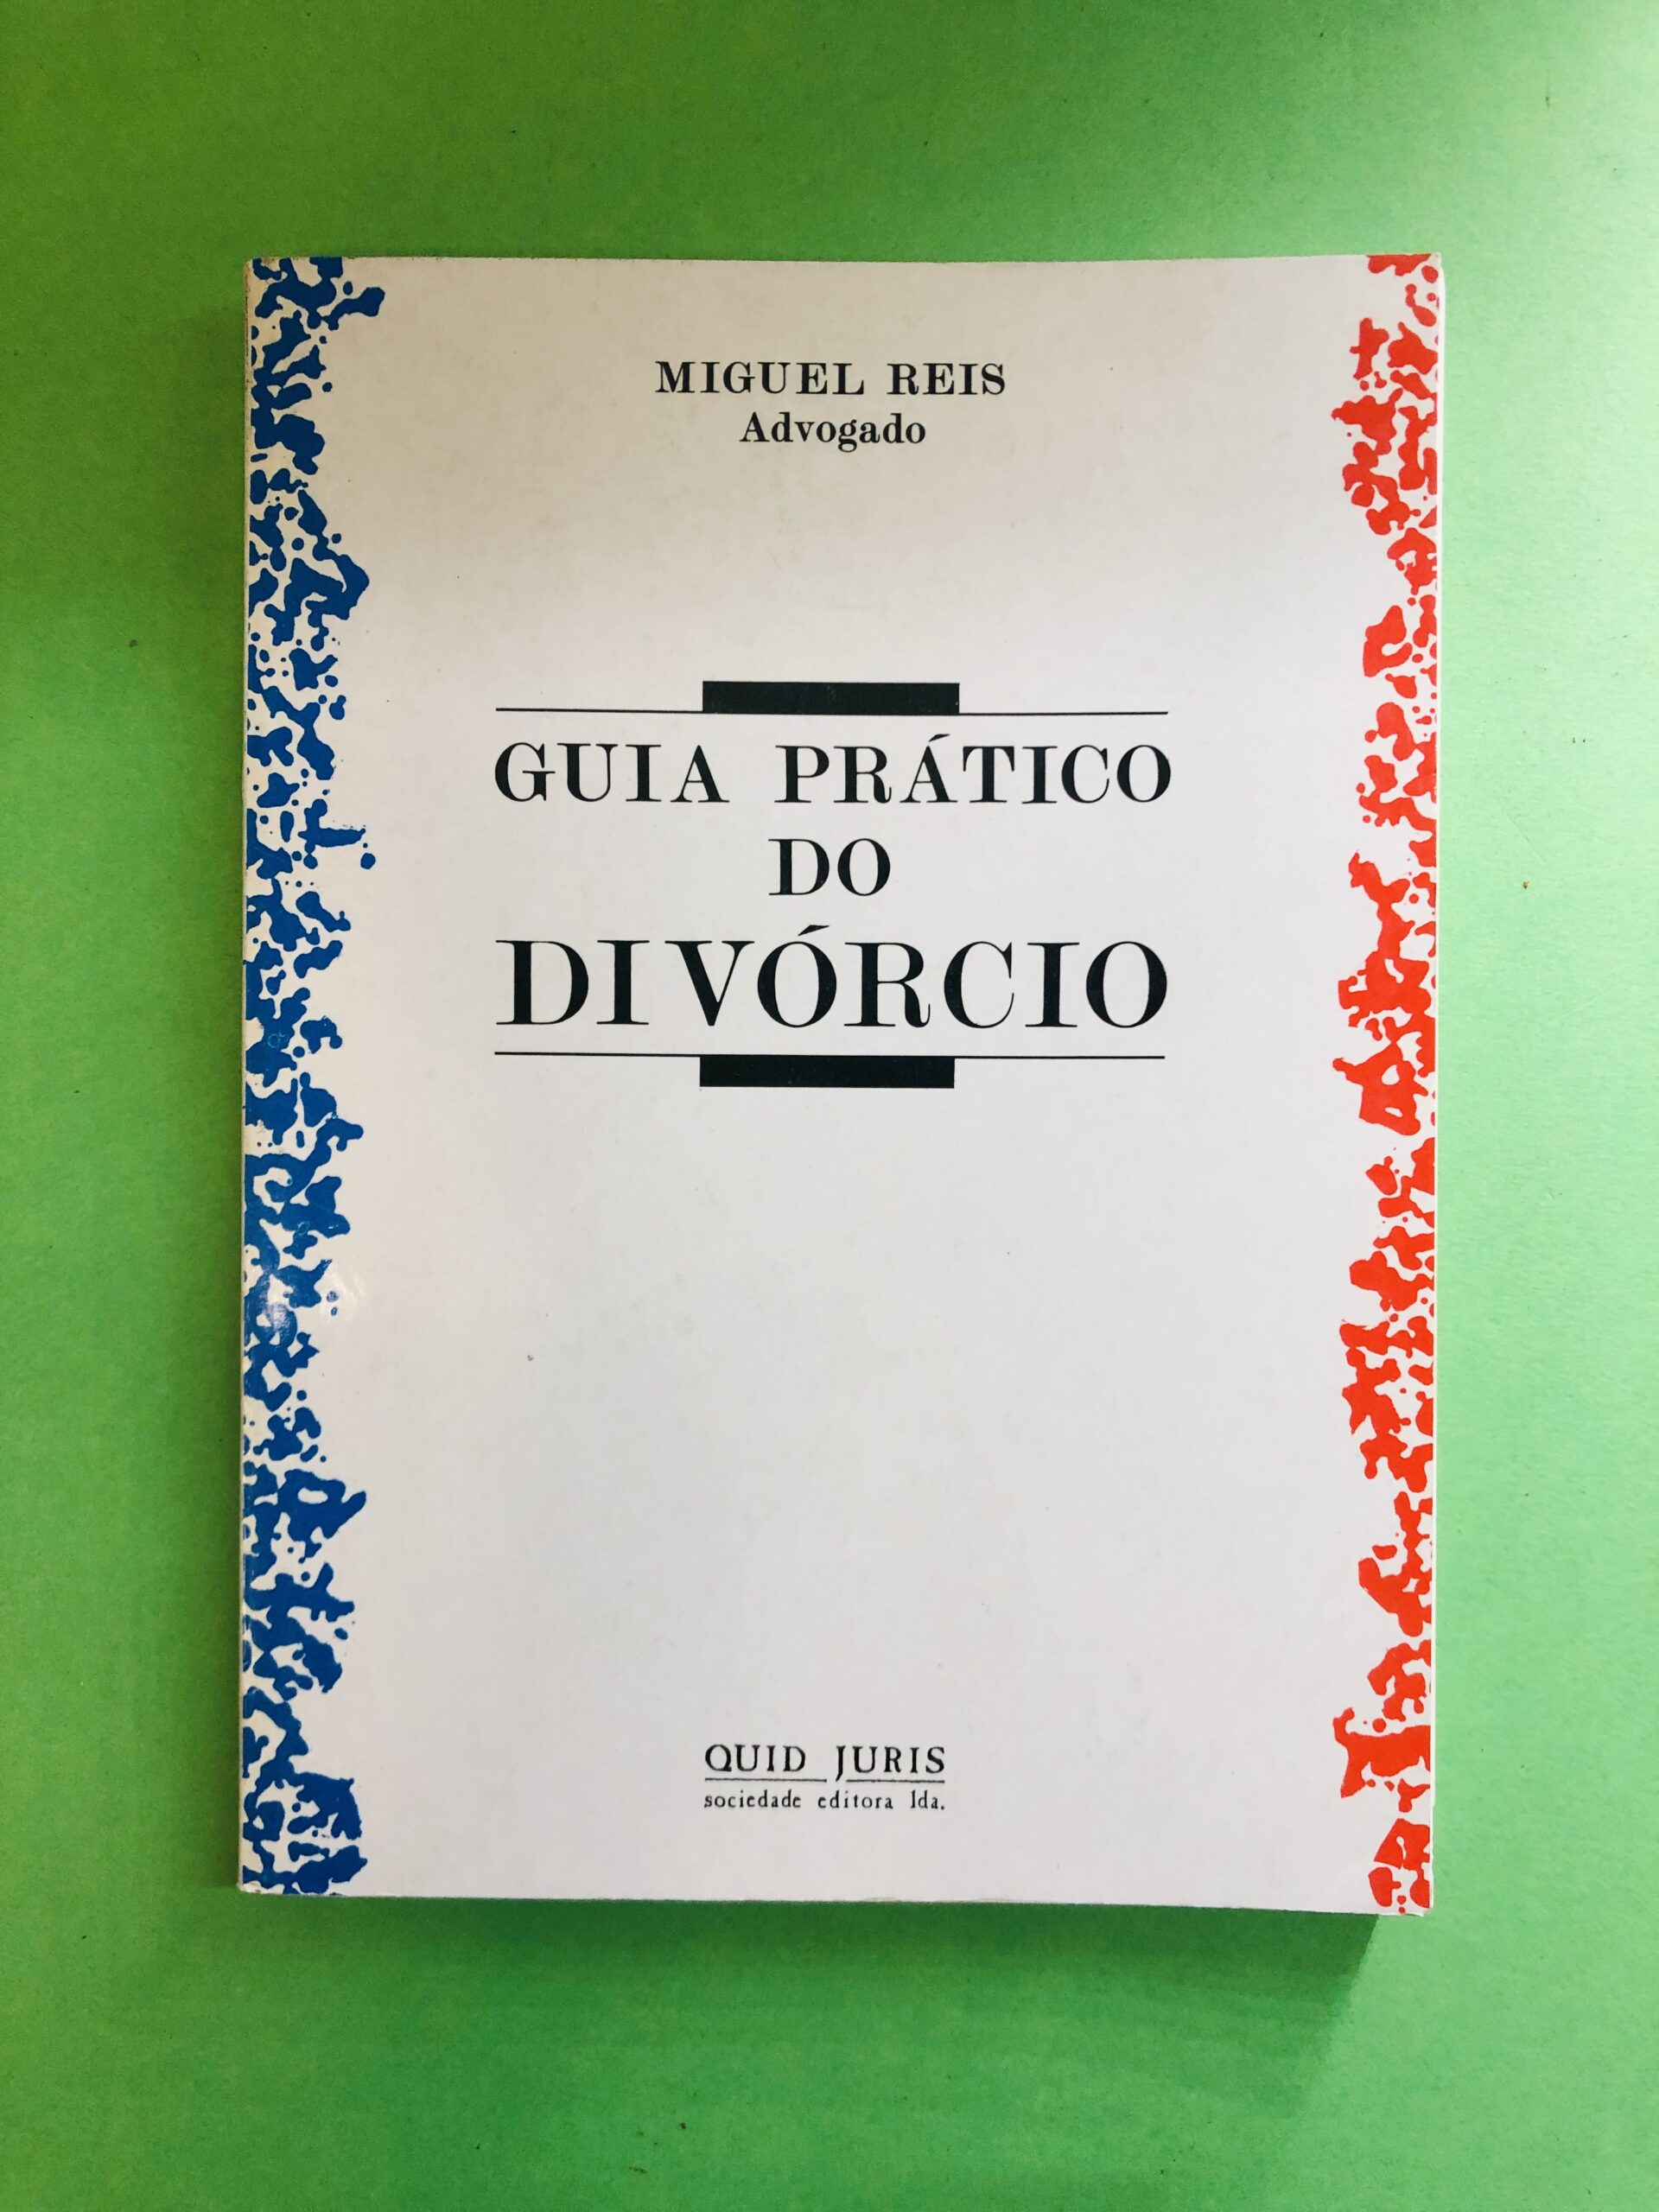 MIGUEL REIS
Advogado
GUIA PRÁTICO
DO
DIVÓRCIO
QUID JURIS
sociedade editora lda.